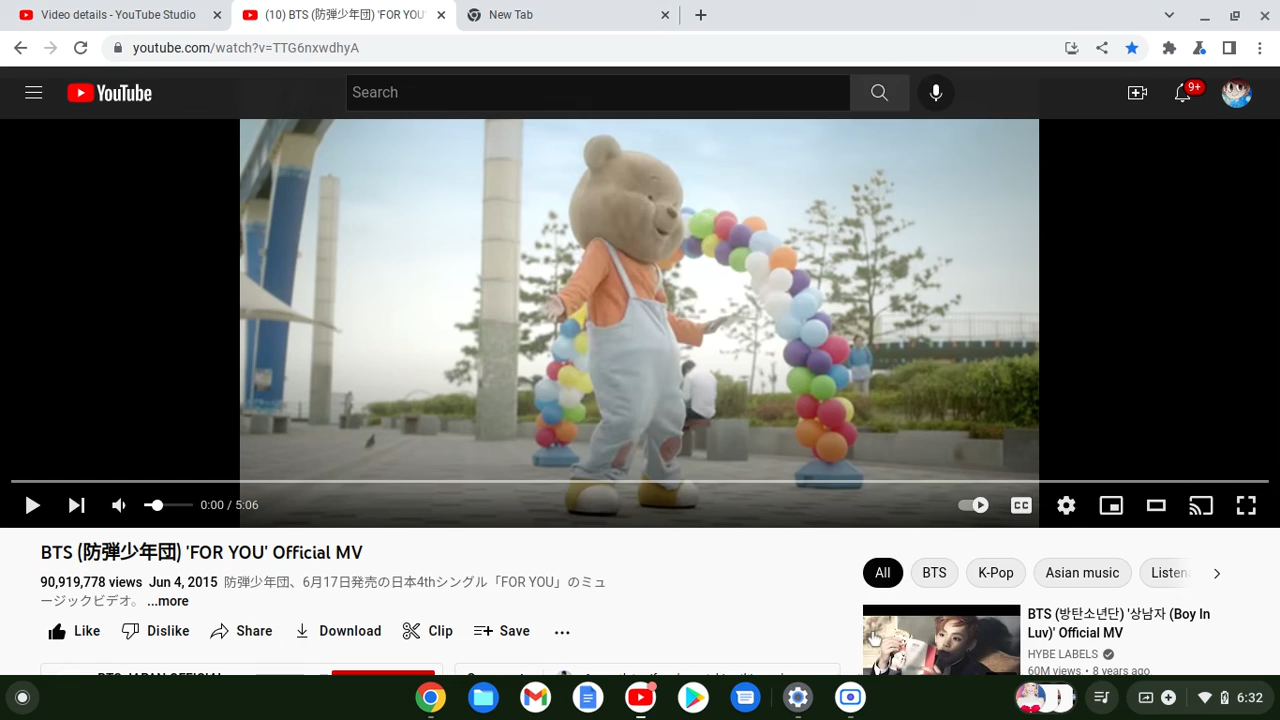 Video details - YouTube Studio
(10) BTS (防弾少年団) 'FOR YOU'
New Tab
youtube.com/watch?v=TTG6nxwdhyA
YouTube
Search
9+
0:00 / 5:06
CC
BTS (防弾少年団) 'FOR YOU' Official MV
90,919,778 views Jun 4, 2015 防弾少年団、6月17日発売の日本4thシングル「FOR YOU」のミュ
ージックビデオ。 ...more
Like
Dislike
Share
Download
Clip
Save
All
BTS
K-Pop
Asian music
Listen
BTS (방탄소년단) '상남자 (Boy In
Luv)' Official MV
HYBE LABELS
60M views • 8 years ago
BTS JAPAN OFFICIAL
6:32